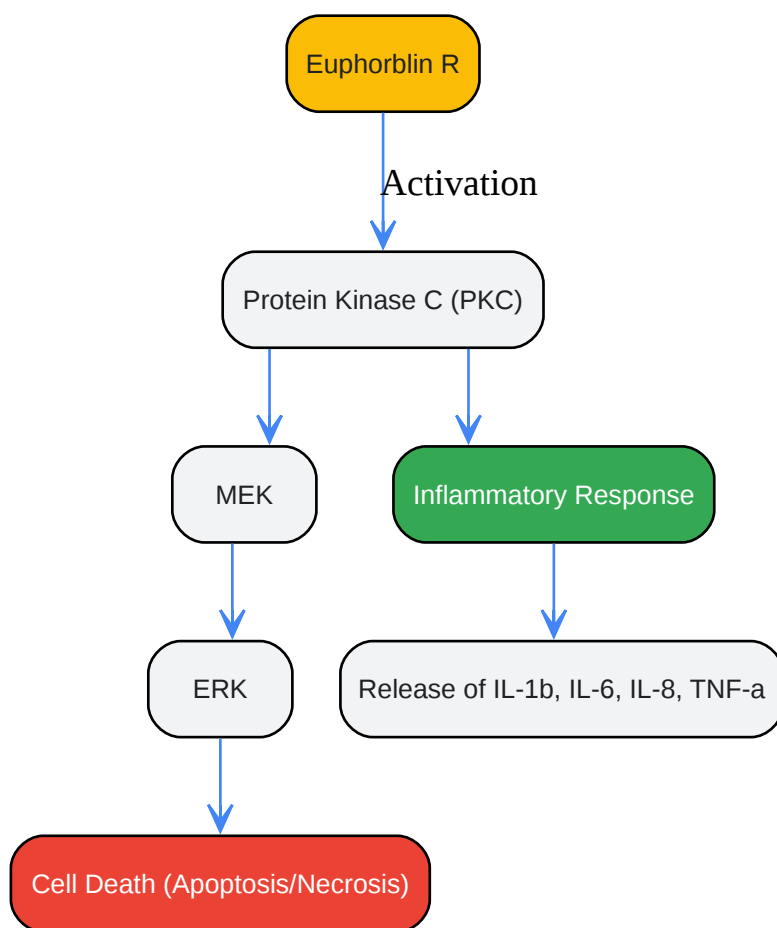 Euphorblin R
Activation
Protein Kinase C (PKC)
MEK
Inflammatory Response
ERK
Release of IL-1b, IL-6, IL-8, TNF-a
Cell Death (Apoptosis/Necrosis)